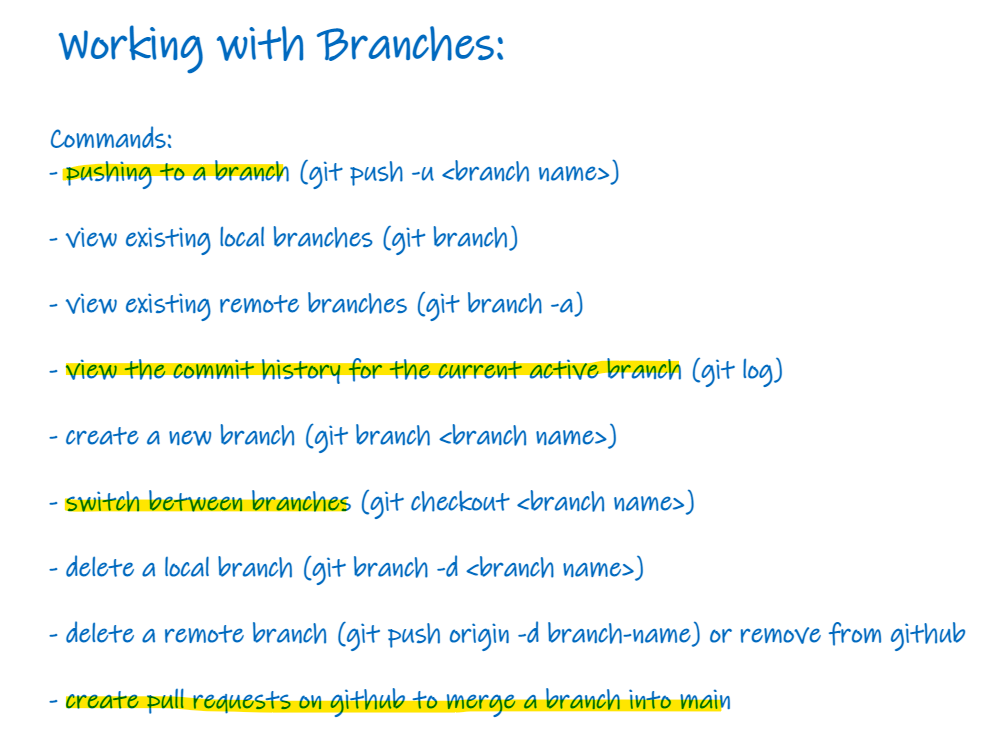 Working with Branches:
Commands:
- pushing to a branch (git push -u <branch name>)
- view existing local branches (git branch)
- view existing remote branches (git branch -a)
- view the commit history for the current active branch (git log)
- create a new branch (git branch <branch name>)
- switch between branches (git checkout <branch name>)
- delete a local branch (git branch -d <branch name>)
- delete a remote branch (git push origin -d branch-name) or remove from github
- create pull requests on github to merge a branch into main